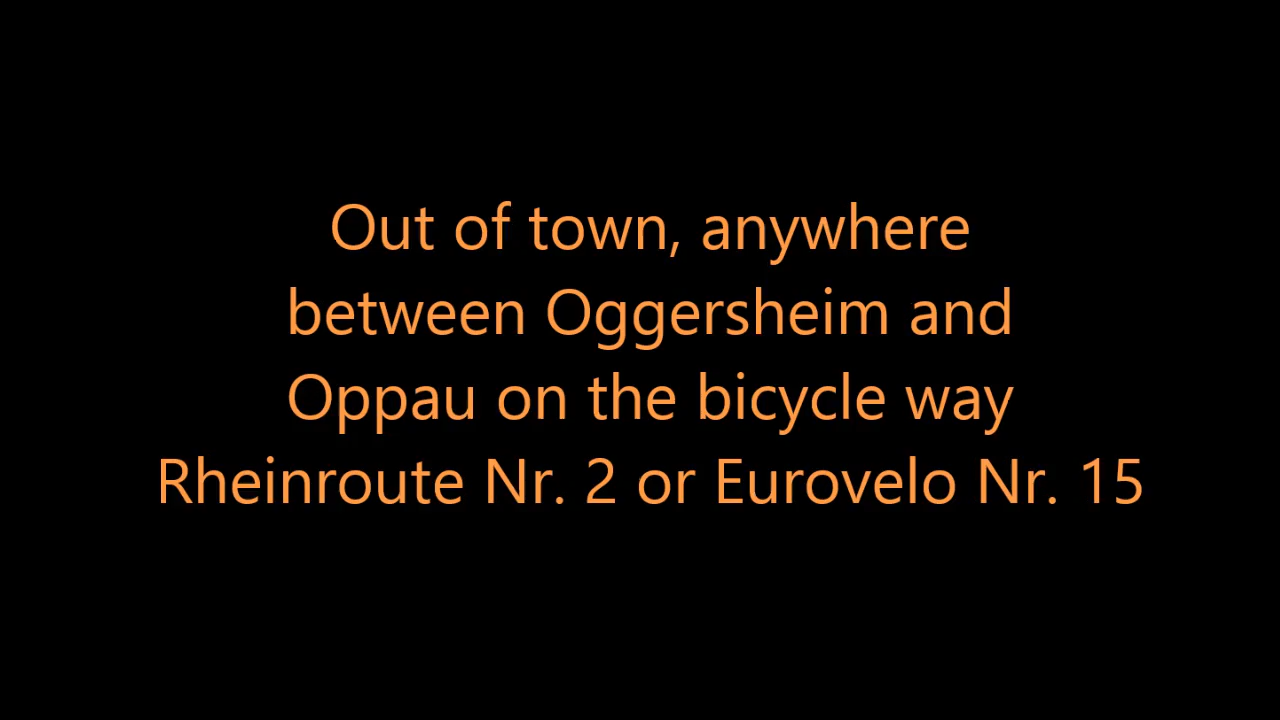 Out of town, anywhere
between Oggersheim and
Oppau on the bicycle way
Rheinroute Nr. 2 or Eurovelo Nr. 15